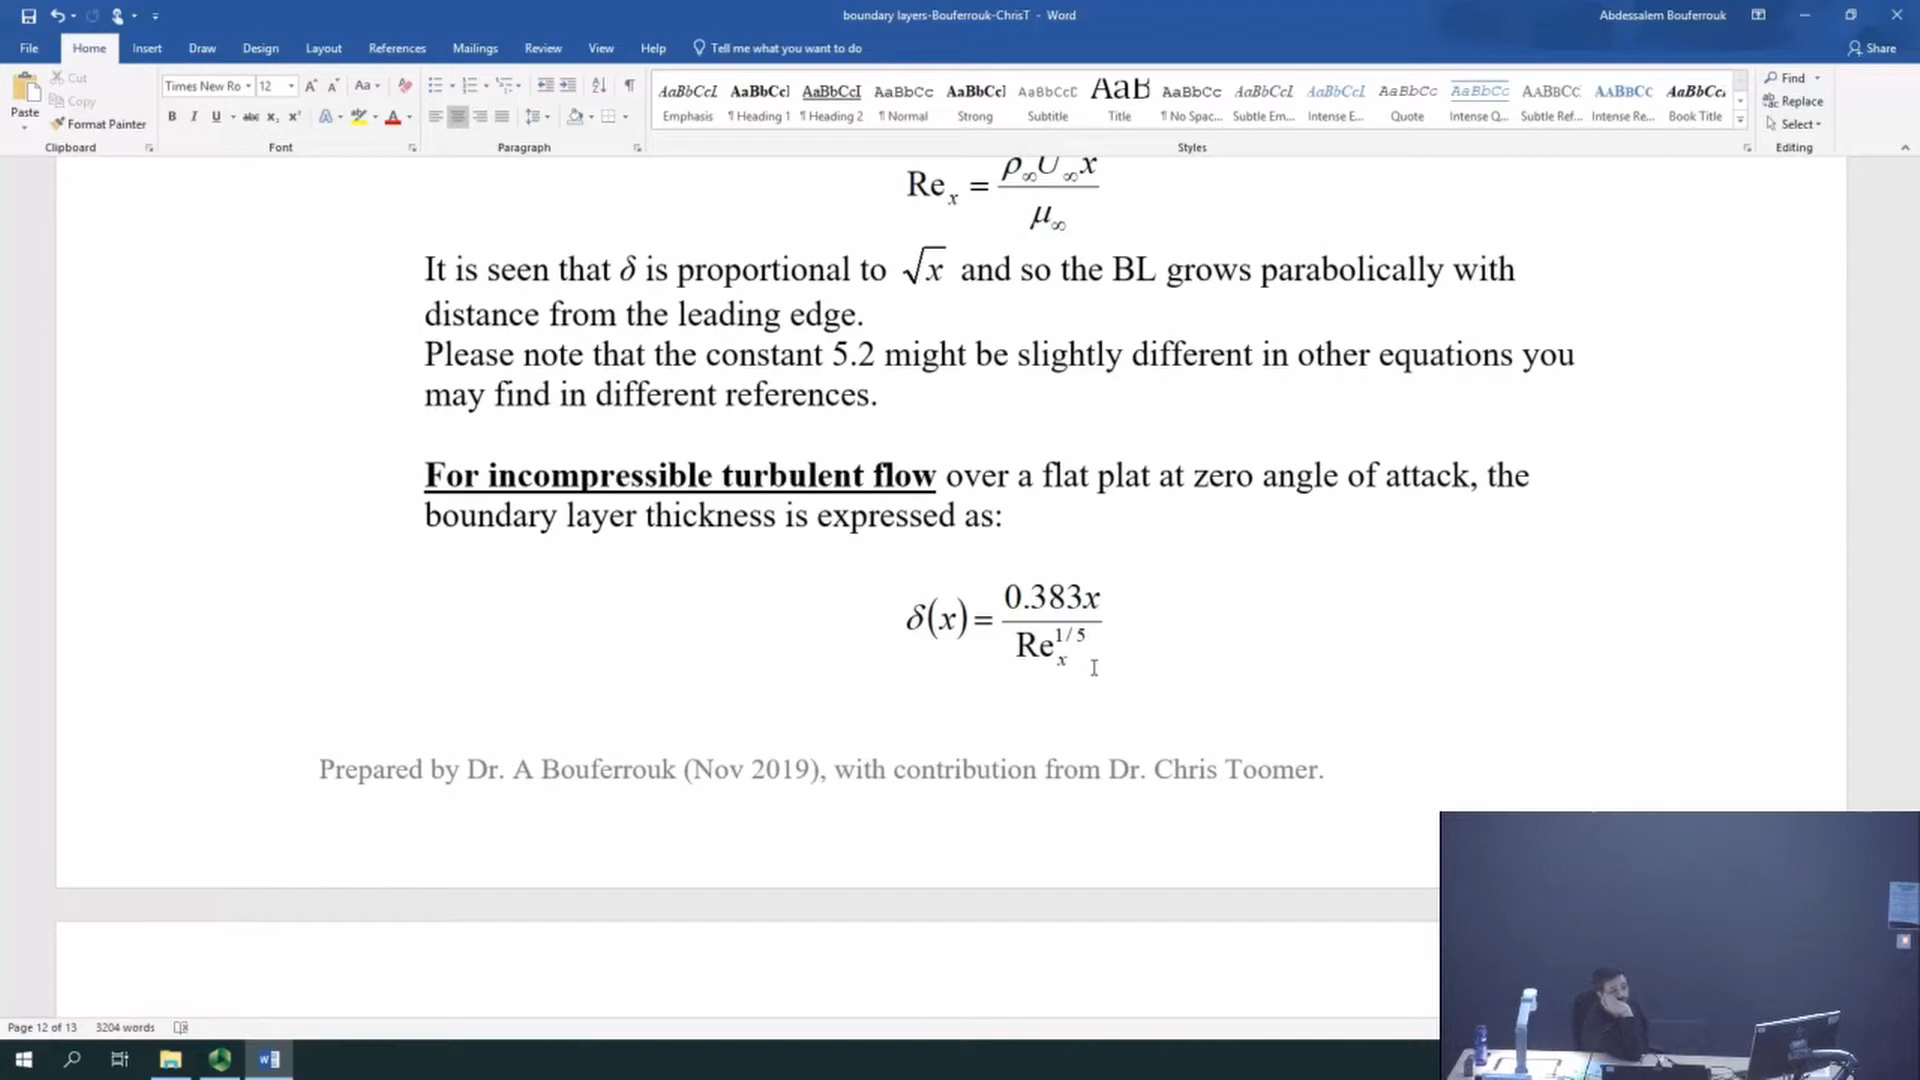 boundary layers-Bouferrouk-ChrisT - Word
Abdessalem Bouferrouk
File Home Insert Draw Design Layout References Mailings Review View Help Tell me what you want to do Share
Paste
Cut
Copy
Format Painter
Clipboard
Times New Ro 12
Font
Paragraph
AaBbCcI AaBbCcl AaBbCcI AaBbCc AaBbCcl AaBbCcC AaB AaBbCc AaBbCcI AaBbCcI AaBbCc AaBbCc AaBbCc AaBbCc AaBbCc
Emphasis ¶ Heading 1 ¶ Heading 2 ¶ Normal Strong Subtitle Title ¶ No Spac... Subtle Em... Intense E... Quote Intense Q... Subtle Ref... Intense Re... Book Title
Styles
Find
Replace
Select
Editing
Re_x = ρ_∞U_∞x / μ_∞
It is seen that δ is proportional to √x and so the BL grows parabolically with
distance from the leading edge.
Please note that the constant 5.2 might be slightly different in other equations you
may find in different references.
For incompressible turbulent flow over a flat plat at zero angle of attack, the
boundary layer thickness is expressed as:
δ(x) = 0.383x / Re_x^1/5
Prepared by Dr. A Bouferrouk (Nov 2019), with contribution from Dr. Chris Toomer.
Page 12 of 13 3204 words